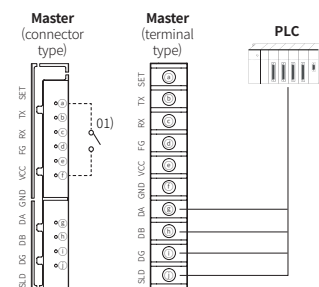 Master
(connector
type)
Master
(terminal
type)
PLC
01)
SET
TX
RX
FG
VCC
GND
DA
DB
DG
SLD
a
b
c
d
e
f
g
h
i
j
SET
TX
RX
FG
VCC
GND
DA
DB
DG
SLD
a
b
c
d
e
f
g
h
i
j